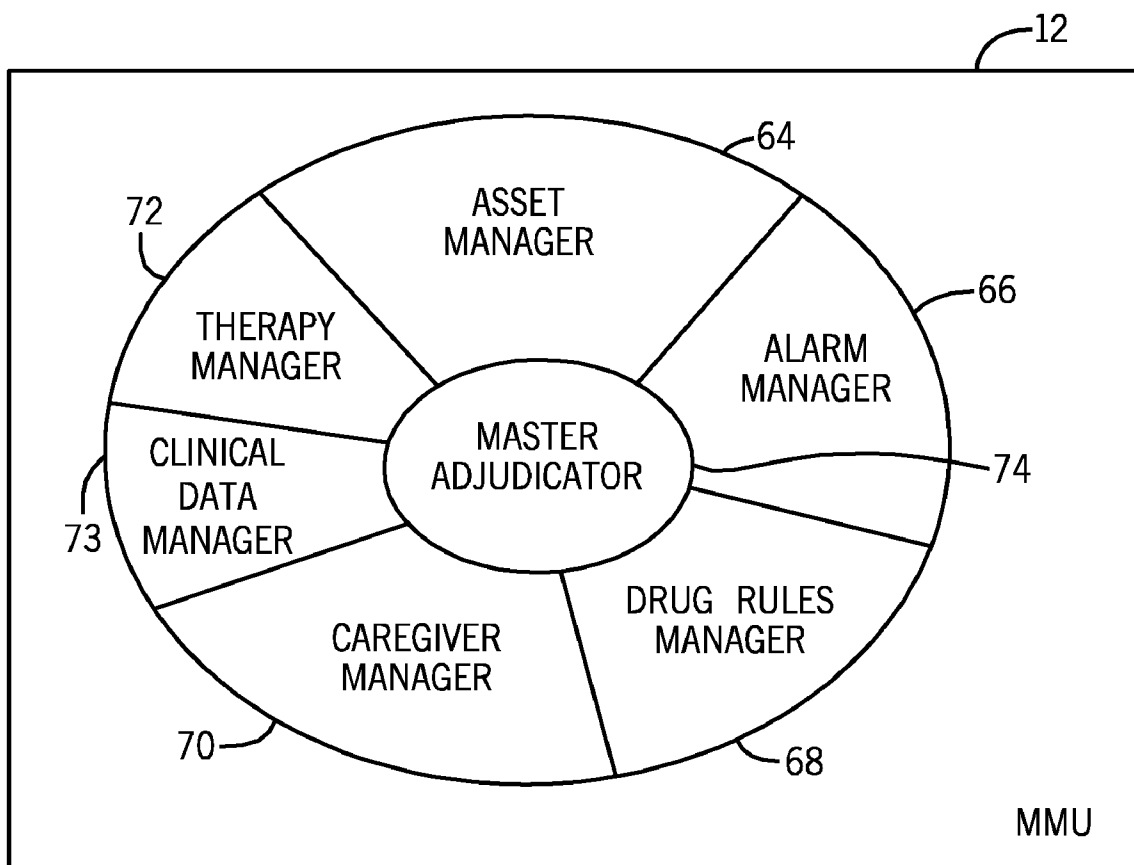 12
64
ASSET
MANAGER
72
66
THERAPY
MANAGER
ALARM
MANAGER
MASTER
ADJUDICATOR
74
CLINICAL
DATA
MANAGER
73
DRUG RULES
MANAGER
CAREGIVER
MANAGER
70
68
MMU